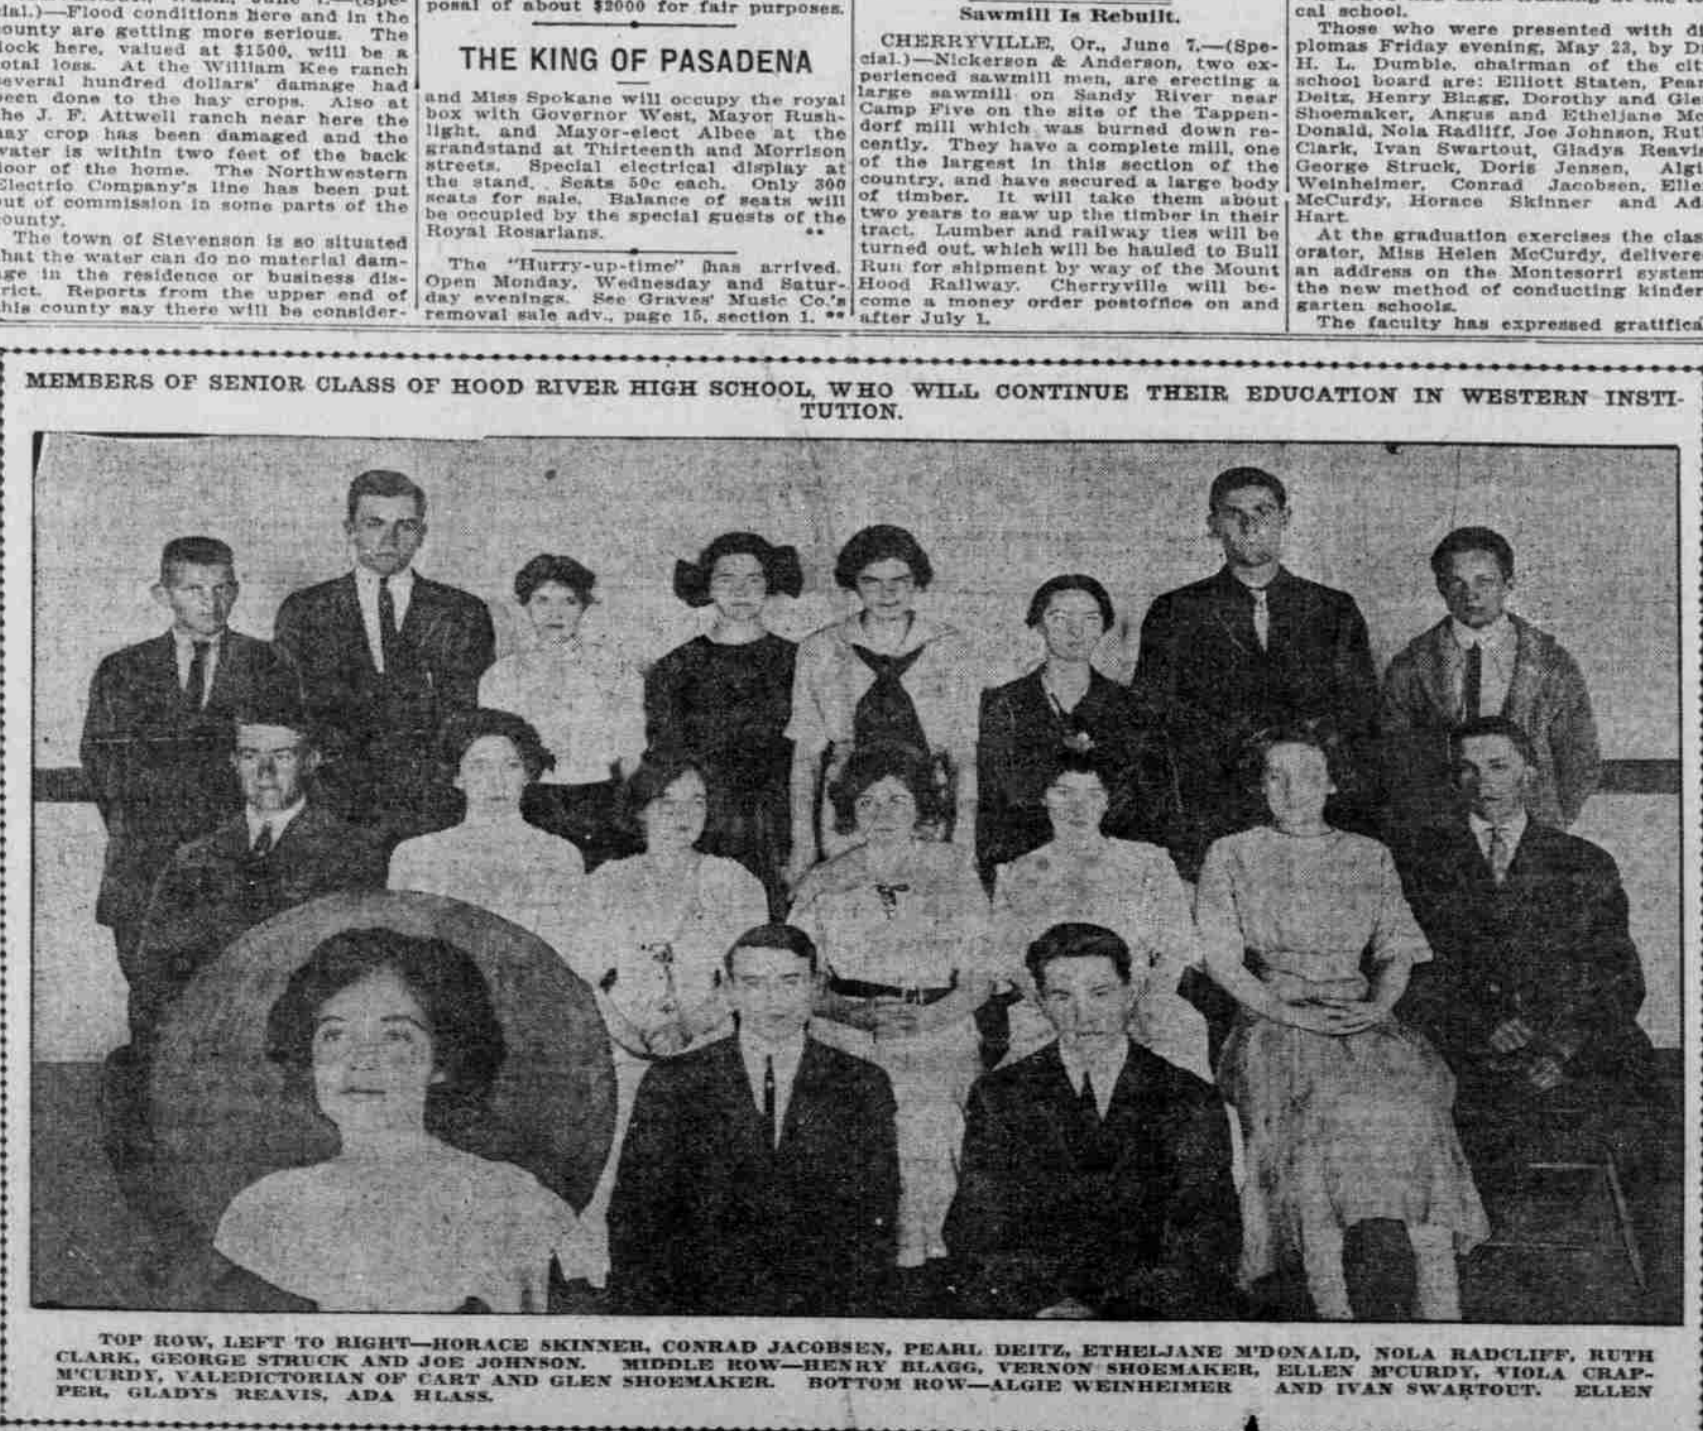 cial.)—Flood conditions here and in the
county are getting more serious. The
dock here, valued at $1500, will be a
total loss. At the William Kee ranch
several hundred dollars' damage had
been done to the hay crops. Also at
the J. F. Attwell ranch near here the
hay crop has been damaged and the
water is within two feet of the back
door of the home. The Northwestern
Electric Company's line has been put
out of commission in some parts of the
county.
The town of Stevenson is so situated
that the water can do no material dam-
age in the residence or business dis-
trict. Reports from the upper end of
this county say there will be consider-
posal of about $2000 for fair purposes.
THE KING OF PASADENA
and Miss Spokane will occupy the royal
box with Governor West, Mayor Rush-
light, and Mayor-elect Albee at the
grandstand at Thirteenth and Morrison
streets. Special electrical display at
the stand. Seats 50c each. Only 300
seats for sale. Balance of seats will
be occupied by the special guests of the
Royal Rosarians. **
The "Hurry-up-time" has arrived.
Open Monday, Wednesday and Satur-
day evenings. See Graves' Music Co.'s
removal sale adv., page 15, section 1. **
Sawmill Is Rebuilt.
CHERRYVILLE, Or., June 7.—(Spe-
cial.)—Nickerson & Anderson, two ex-
perienced sawmill men, are erecting a
large sawmill on Sandy River near
Camp Five on the site of the Tappen-
dorf mill which was burned down re-
cently. They have a complete mill, one
of the largest in this section of the
country, and have secured a large body
of timber. It will take them about
two years to saw up the timber in their
tract. Lumber and railway ties will be
turned out, which will be hauled to Bull
Run for shipment by way of the Mount
Hood Railway. Cherryville will be-
come a money order postoffice on and
after July 1.
cal school.
Those who were presented with di
plomas Friday evening, May 23, by D
H. L. Dumble, chairman of the cit
school board are: Elliott Staten, Pear
Deitz, Henry Blagg, Dorothy and Gle
Shoemaker, Angus and Etheljane Mc
Donald, Nola Radliff, Joe Johnson, Rut
Clark, Ivan Swartout, Gladys Reavis
George Struck, Doris Jensen, Algi
Weinheimer, Conrad Jacobsen, Elle
McCurdy, Horace Skinner and Ad
Hart.
At the graduation exercises the clas
orator, Miss Helen McCurdy, delivere
an address on the Montesorri system
the new method of conducting kinder
garten schools.
The faculty has expressed gratifica
MEMBERS OF SENIOR CLASS OF HOOD RIVER HIGH SCHOOL, WHO WILL CONTINUE THEIR EDUCATION IN WESTERN INSTI-
TUTION.
TOP ROW, LEFT TO RIGHT—HORACE SKINNER, CONRAD JACOBSEN, PEARL DEITZ, ETHELJANE M'DONALD, NOLA RADCLIFF, RUTH
CLARK, GEORGE STRUCK AND JOE JOHNSON. MIDDLE ROW—HENRY BLAGG, VERNON SHOEMAKER, ELLEN M'CURDY, VIOLA CRAP-
M'CURDY, VALEDICTORIAN OF CART AND GLEN SHOEMAKER. BOTTOM ROW—ALGIE WEINHEIMER AND IVAN SWARTOUT. ELLEN
PER, GLADYS REAVIS, ADA HLASS.